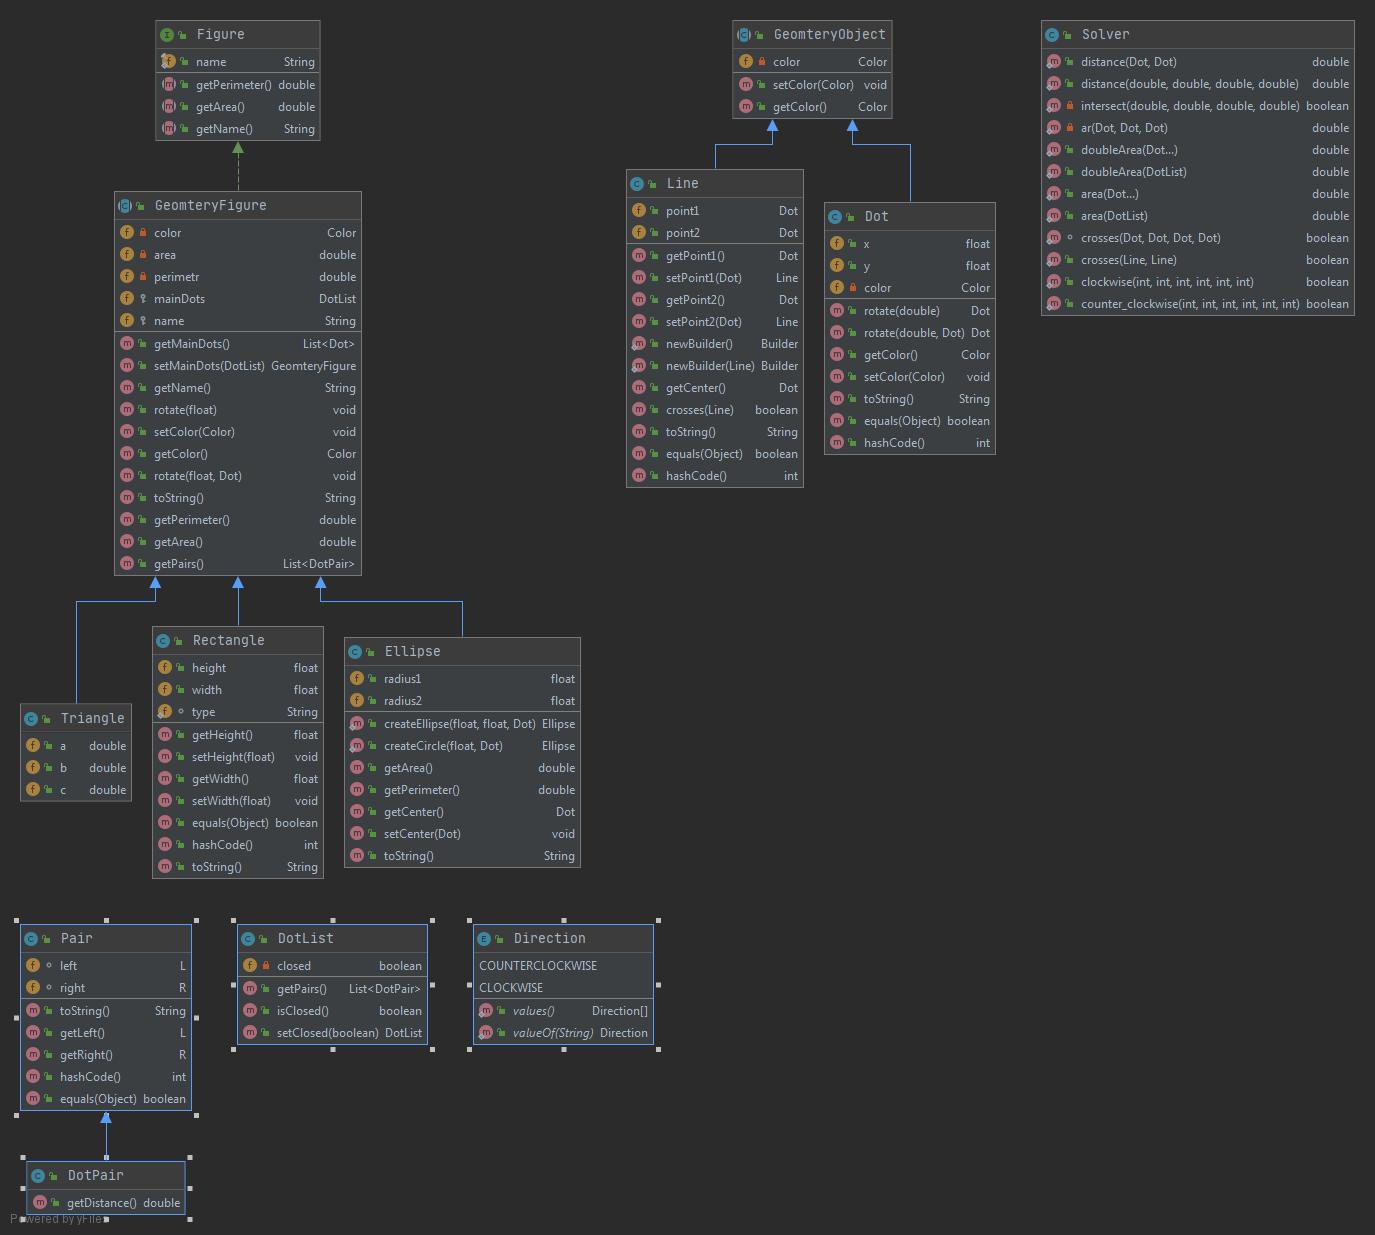 Figure
name String
getPerimeter() double
getArea() double
getName() String
GeomteryFigure
color Color
area double
perimetr double
mainDots DotList
name String
getMainDots() List<Dot>
setMainDots(DotList) GeomteryFigure
getName() String
rotate(float) void
setColor(Color) void
getColor() Color
rotate(float, Dot) void
toString() String
getPerimeter() double
getArea() double
getPairs() List<DotPair>
GeomteryObject
color Color
setColor(Color) void
getColor() Color
Line
point1 Dot
point2 Dot
getPoint1() Dot
setPoint1(Dot) Line
getPoint2() Dot
setPoint2(Dot) Line
newBuilder() Builder
newBuilder(Line) Builder
getCenter() Dot
crosses(Line) boolean
toString() String
equals(Object) boolean
hashCode() int
Dot
x float
y float
color Color
rotate(double) Dot
rotate(double, Dot) Dot
getColor() Color
setColor(Color) void
toString() String
equals(Object) boolean
hashCode() int
Solver
distance(Dot, Dot) double
distance(double, double, double, double) double
intersect(double, double, double, double) boolean
ar(Dot, Dot, Dot) double
doubleArea(Dot...) double
doubleArea(DotList) double
area(Dot...) double
area(DotList) double
crosses(Dot, Dot, Dot, Dot) boolean
crosses(Line, Line) boolean
clockwise(int, int, int, int, int, int) boolean
counter_clockwise(int, int, int, int, int, int) boolean
Triangle
a double
b double
c double
Rectangle
height float
width float
type String
getHeight() float
setHeight(float) void
getWidth() float
setWidth(float) void
equals(Object) boolean
hashCode() int
toString() String
Ellipse
radius1 float
radius2 float
createEllipse(float, float, Dot) Ellipse
createCircle(float, Dot) Ellipse
getArea() double
getPerimeter() double
getCenter() Dot
setCenter(Dot) void
toString() String
Pair
left L
right R
toString() String
getLeft() L
getRight() R
hashCode() int
equals(Object) boolean
DotList
closed boolean
getPairs() List<DotPair>
isClosed() boolean
setClosed(boolean) DotList
Direction
COUNTERCLOCKWISE
CLOCKWISE
values() Direction[]
valueOf(String) Direction
DotPair
getDistance() double
Powered by yFiles